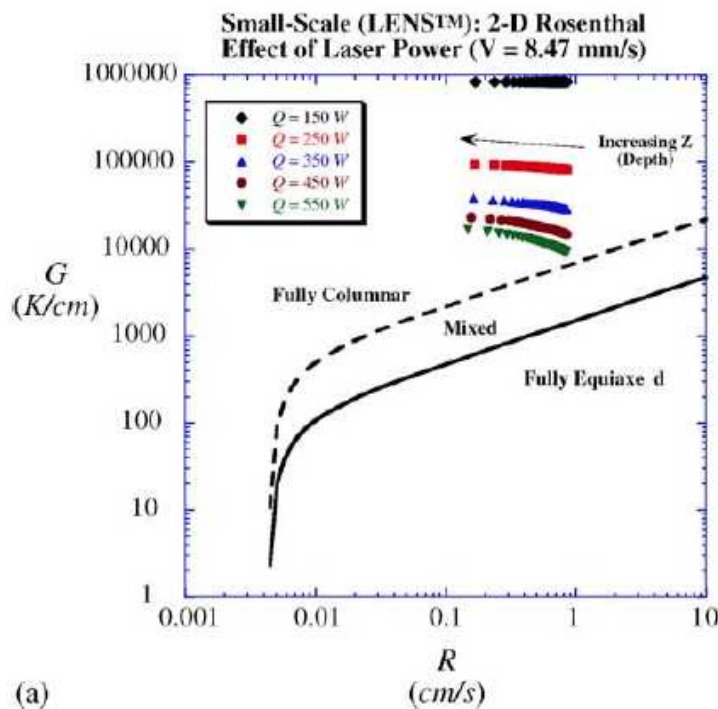 Small-Scale (LENS™): 2-D Rosenthal
Effect of Laser Power (V = 8.47 mm/s)
1000000
100000
10000
1000
100
10
1
G
(K/cm)
Q = 150 W
Q = 250 W
Q = 350 W
Q = 450 W
Q = 550 W
Increasing Z
(Depth)
Fully Columnar
Mixed
Fully Equiaxe d
0.001
0.01
0.1
1
10
R
(cm/s)
(a)